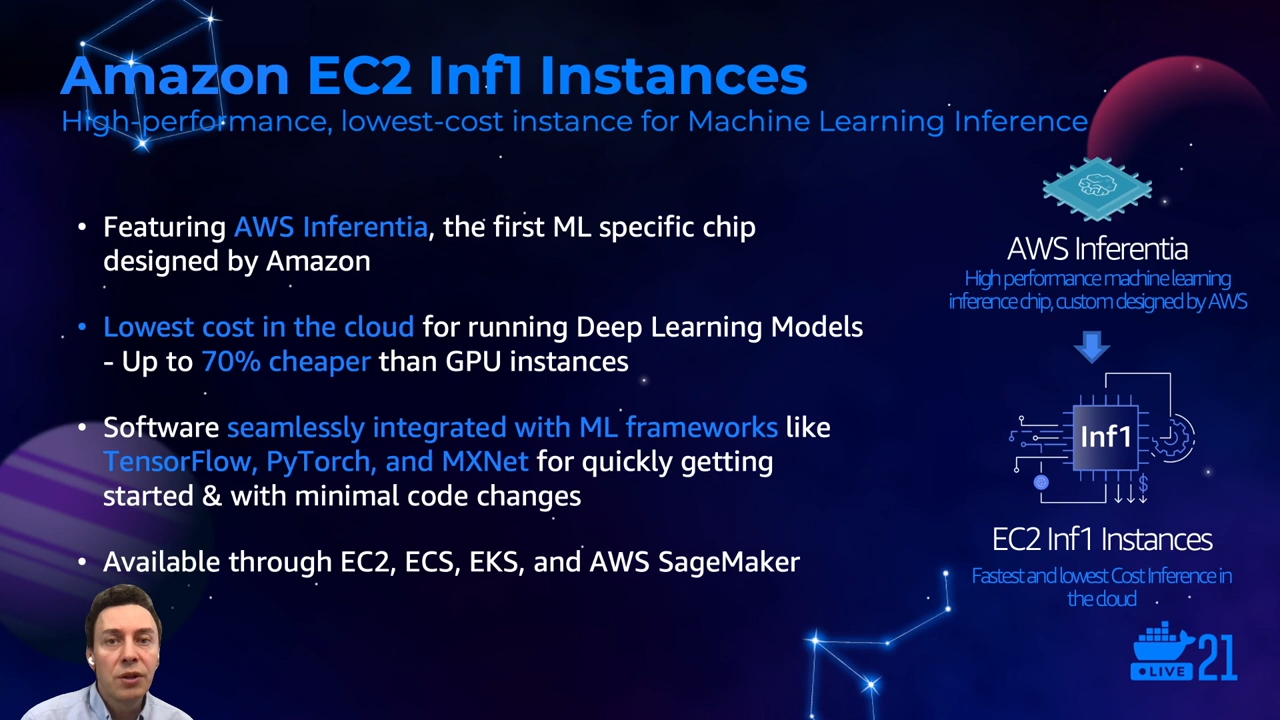 Amazon EC2 Inf1 Instances
High-performance, lowest-cost instance for Machine Learning Inference
• Featuring AWS Inferentia, the first ML specific chip
designed by Amazon
• Lowest cost in the cloud for running Deep Learning Models
- Up to 70% cheaper than GPU instances
• Software seamlessly integrated with ML frameworks like
TensorFlow, PyTorch, and MXNet for quickly getting
started & with minimal code changes
• Available through EC2, ECS, EKS, and AWS SageMaker
AWS Inferentia
High performance machine learning
inference chip, custom designed by AWS
Inf1
$
EC2 Inf1 Instances
Fastest and lowest Cost Inference in
the cloud
LIVE 21